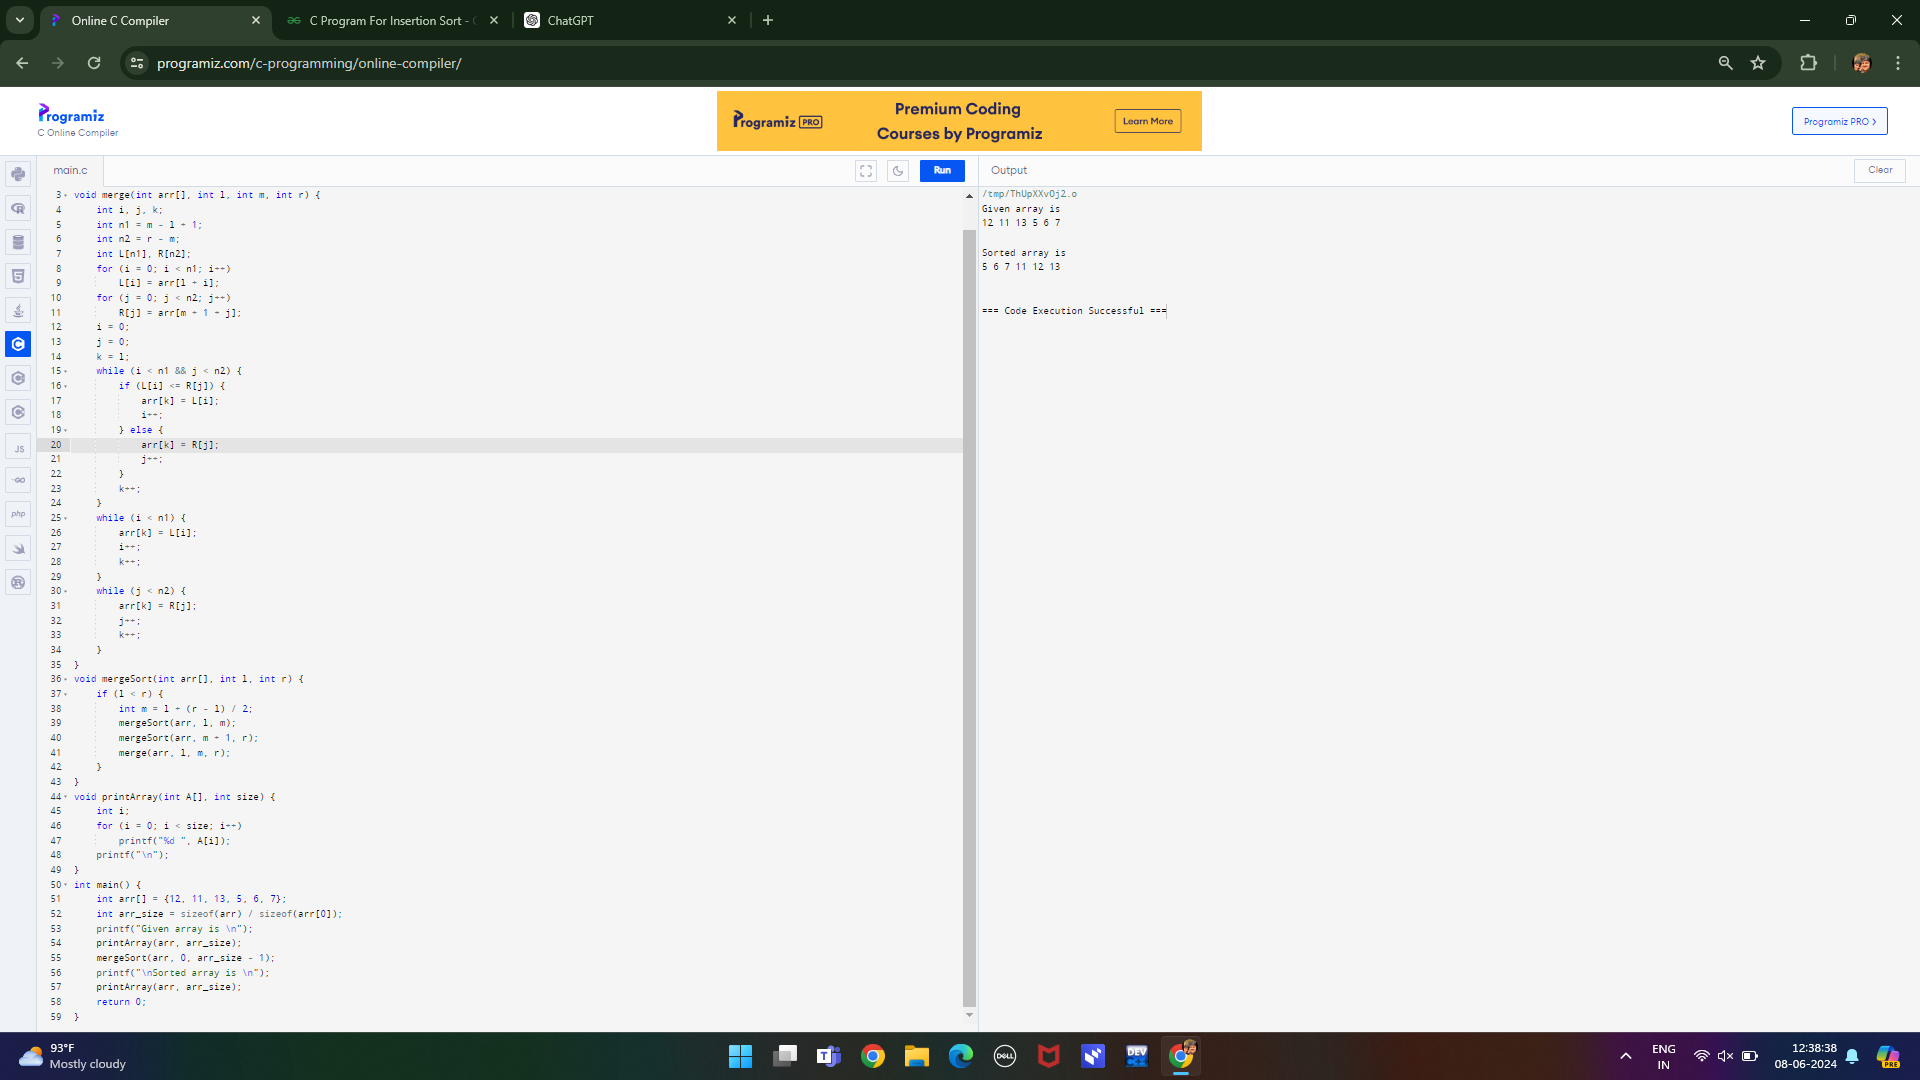 Online C Compiler
C Program For Insertion Sort -
ChatGPT
programiz.com/c-programming/online-compiler/
Programiz
C Online Compiler
Programiz PRO
Premium Coding
Courses by Programiz
Learn More
Programiz PRO >
main.c
Run
Output
Clear
3 void merge(int arr[], int l, int m, int r) {
4 int i, j, k;
5 int n1 = m - l + 1;
6 int n2 = r - m;
7 int L[n1], R[n2];
8 for (i = 0; i < n1; i++)
9 L[i] = arr[l + i];
10 for (j = 0; j < n2; j++)
11 R[j] = arr[m + 1 + j];
12 i = 0;
13 j = 0;
14 k = l;
15 while (i < n1 && j < n2) {
16 if (L[i] <= R[j]) {
17 arr[k] = L[i];
18 i++;
19 } else {
20 arr[k] = R[j];
21 j++;
22 }
23 k++;
24 }
25 while (i < n1) {
26 arr[k] = L[i];
27 i++;
28 k++;
29 }
30 while (j < n2) {
31 arr[k] = R[j];
32 j++;
33 k++;
34 }
35 }
36 void mergeSort(int arr[], int l, int r) {
37 if (l < r) {
38 int m = l + (r - l) / 2;
39 mergeSort(arr, l, m);
40 mergeSort(arr, m + 1, r);
41 merge(arr, l, m, r);
42 }
43 }
44 void printArray(int A[], int size) {
45 int i;
46 for (i = 0; i < size; i++)
47 printf("%d ", A[i]);
48 printf("\n");
49 }
50 int main() {
51 int arr[] = {12, 11, 13, 5, 6, 7};
52 int arr_size = sizeof(arr) / sizeof(arr[0]);
53 printf("Given array is \n");
54 printArray(arr, arr_size);
55 mergeSort(arr, 0, arr_size - 1);
56 printf("\nSorted array is \n");
57 printArray(arr, arr_size);
58 return 0;
59 }
/tmp/ThUpXXvOj2.o
Given array is
12 11 13 5 6 7
Sorted array is
5 6 7 11 12 13
=== Code Execution Successful ===
JS
GO
php
93°F
Mostly cloudy
DELL
DEV
ENG
IN
12:38:38
08-06-2024
PRE